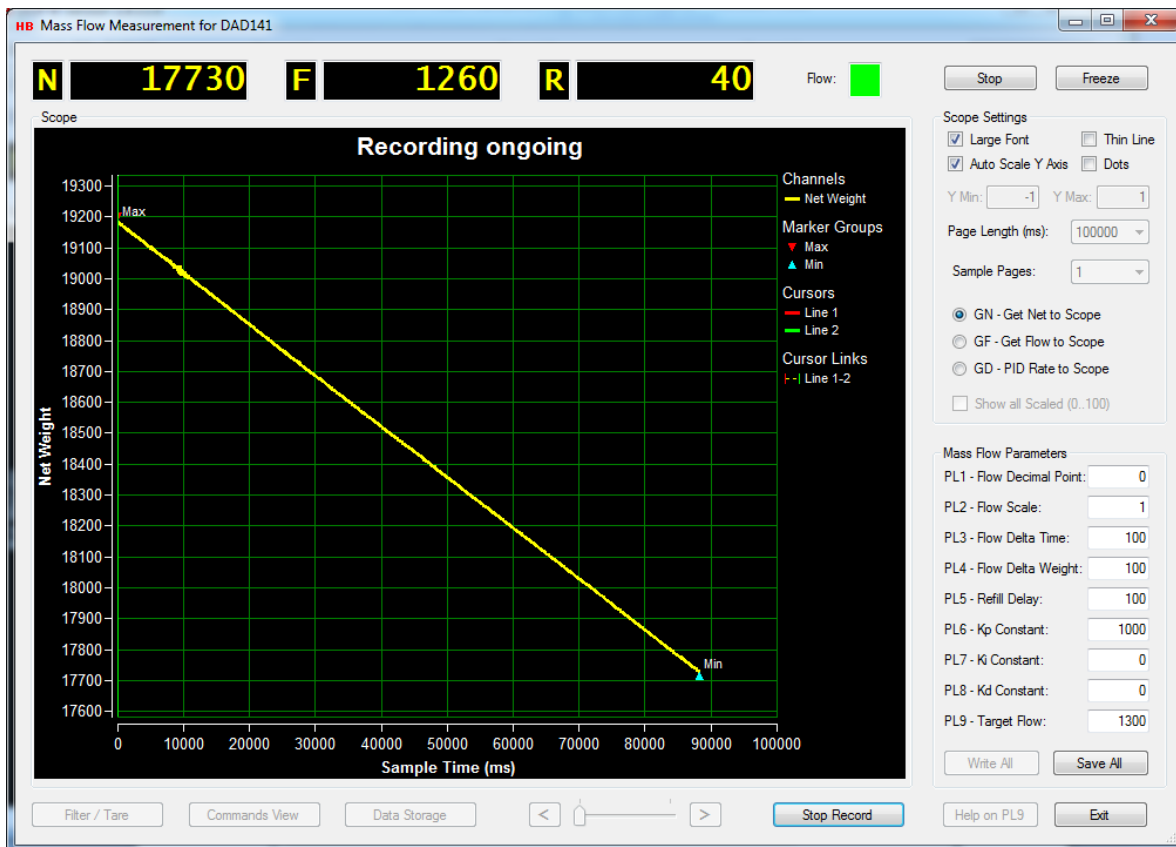 HB Mass Flow Measurement for DAD141
N 17730 F 1260 R 40 Flow: Stop Freeze
Scope
Recording ongoing
19300
19200
19100
19000
18900
18800
18700
18600
18500
18400
18300
18200
18100
18000
17900
17800
17700
17600
Net Weight
Max
Min
0 10000 20000 30000 40000 50000 60000 70000 80000 90000 100000
Sample Time (ms)
Channels
Net Weight
Marker Groups
Max
Min
Cursors
Line 1
Line 2
Cursor Links
Line 1-2
Scope Settings
Large Font Thin Line
Auto Scale Y Axis Dots
Y Min: -1 Y Max: 1
Page Length (ms): 100000
Sample Pages: 1
GN - Get Net to Scope
GF - Get Flow to Scope
GD - PID Rate to Scope
Show all Scaled (0..100)
Mass Flow Parameters
PL1 - Flow Decimal Point: 0
PL2 - Flow Scale: 1
PL3 - Flow Delta Time: 100
PL4 - Flow Delta Weight: 100
PL5 - Refill Delay: 100
PL6 - Kp Constant: 1000
PL7 - Ki Constant: 0
PL8 - Kd Constant: 0
PL9 - Target Flow: 1300
Write All Save All
Filter / Tare Commands View Data Storage < > Stop Record Help on PL9 Exit